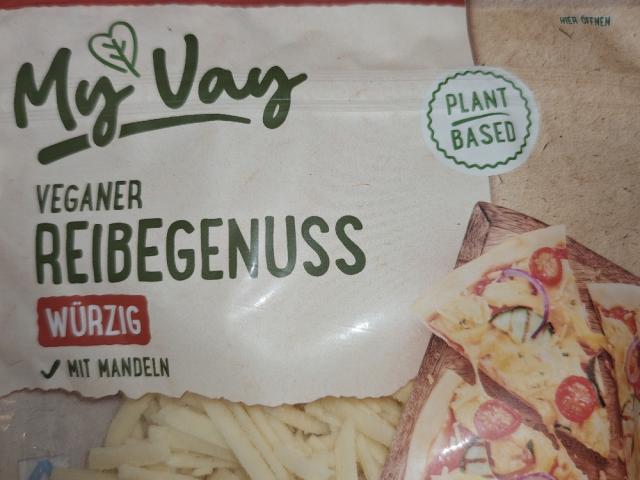 HIER ÖFFNEN
My Vay
PLANT
BASED
VEGANER
REIBEGENUSS
WÜRZIG
MIT MANDELN